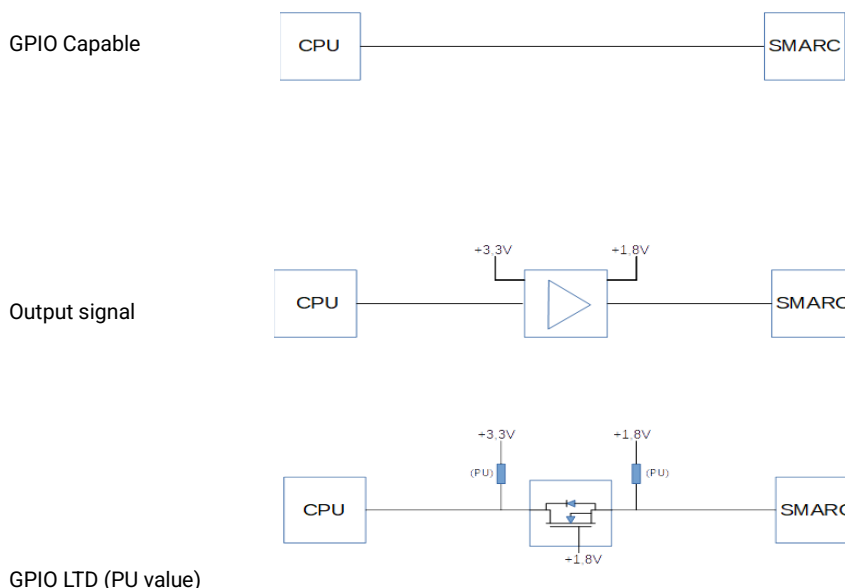 GPIO Capable
CPU
SMARC
+3,3V
+1,8V
Output signal
CPU
SMARC
+3,3V
+1,8V
(PU)
(PU)
CPU
SMARC
+1,8V
GPIO LTD (PU value)